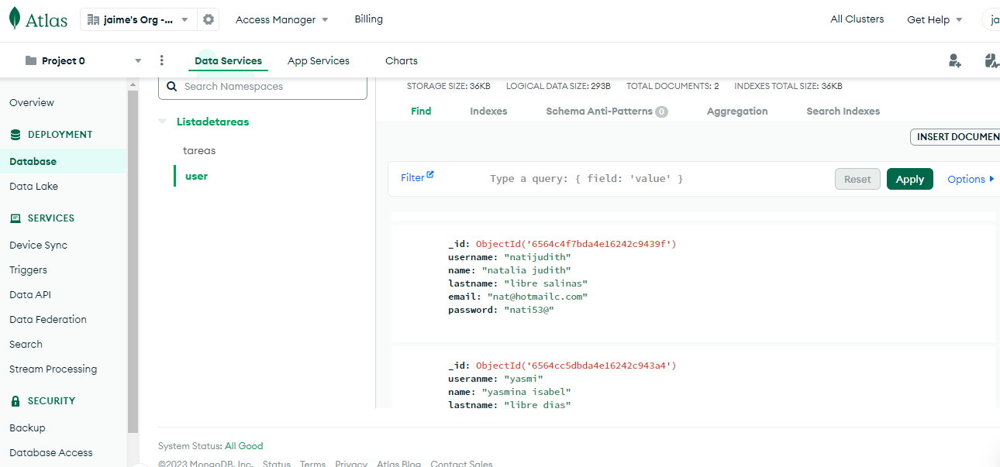 Atlas
jaime's Org -...
Access Manager
Billing
All Clusters
Get Help
ja
Project 0
Data Services
App Services
Charts
Overview
DEPLOYMENT
Database
Data Lake
SERVICES
Device Sync
Triggers
Data API
Data Federation
Search
Stream Processing
SECURITY
Backup
Database Access
Search Namespaces
Listadetareas
tareas
user
STORAGE SIZE: 36KB LOGICAL DATA SIZE: 293B TOTAL DOCUMENTS: 2 INDEXES TOTAL SIZE: 36KB
Find Indexes Schema Anti-Patterns 0 Aggregation Search Indexes
INSERT DOCUMEN
Filter Type a query: { field: 'value' } Reset Apply Options
_id: ObjectId('6564c4f7bda4e16242c9439f')
username: "natijudith"
name: "natalia judith"
lastname: "libre salinas"
email: "nat@hotmailc.com"
password: "nati53@"
_id: ObjectId('6564cc5dbda4e16242c943a4')
useranme: "yasmi"
name: "yasmina isabel"
lastname: "libre dias"
System Status: All Good
©2023 MongoDB, Inc. Status Terms Privacy Atlas Blog Contact Sales